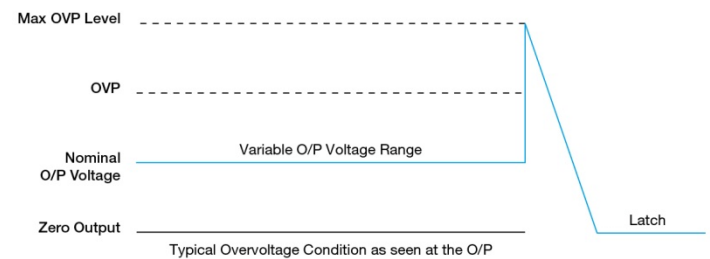 Max OVP Level
OVP
Variable O/P Voltage Range
Nominal
O/P Voltage
Latch
Zero Output
Typical Overvoltage Condition as seen at the O/P